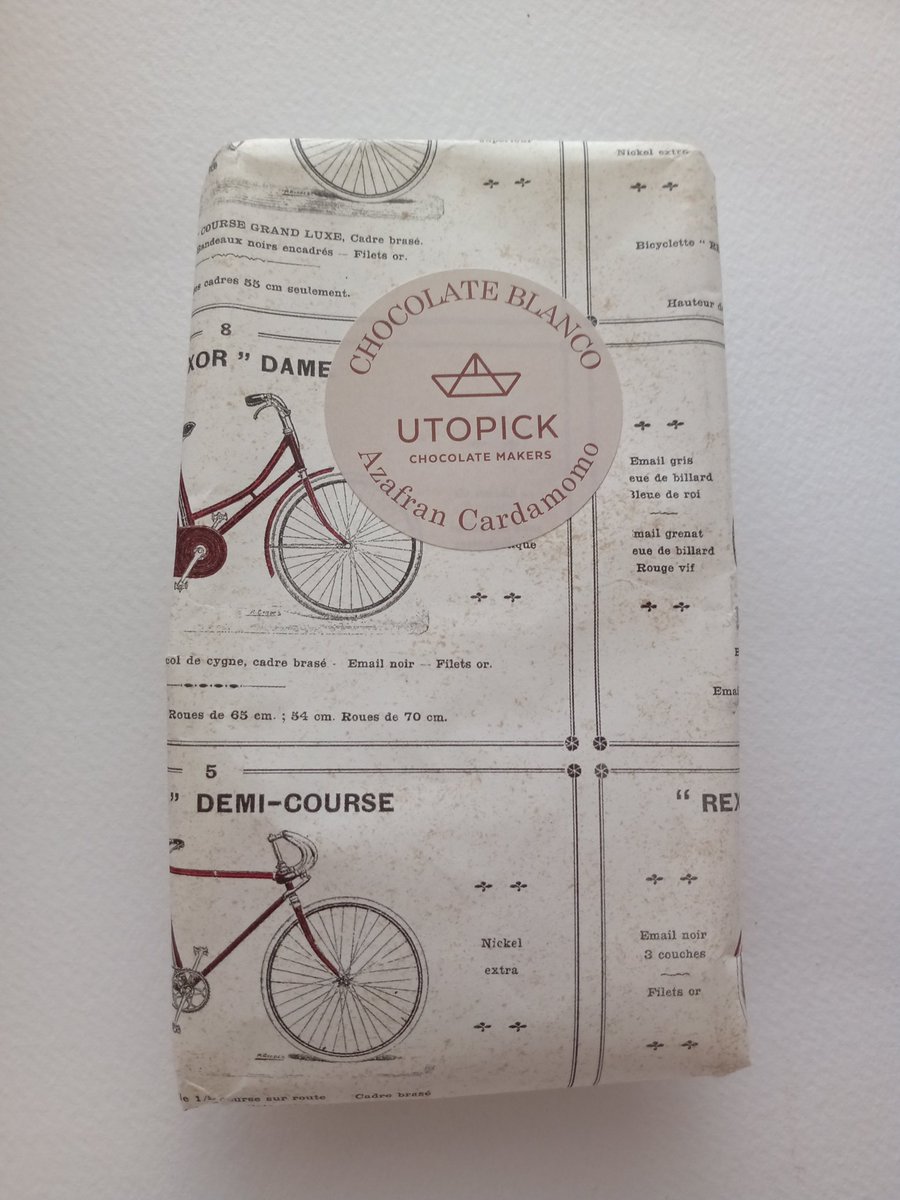 Nickel extra
COURSE GRAND LUXE, Cadre brasé.
Bandeaux noirs encadrés — Filets or.
cadres 55 cm seulement.
Bicyclette "
Hauteur
8
XOR " DAME
CHOCOLATE BLANCO
UTOPICK
CHOCOLATE MAKERS
Azafran Cardamomo
Email gris
eue de billard
Bleue de roi
mail grenat
eue de billard
Rouge vif
col de cygne, cadre brasé - Email noir — Filets or.
Roues de 65 cm. ; 54 cm. Roues de 70 cm.
5
" DEMI-COURSE
" REX
Nickel
extra
Email noir
3 couches
Filets or
course sur route Cadre brasé